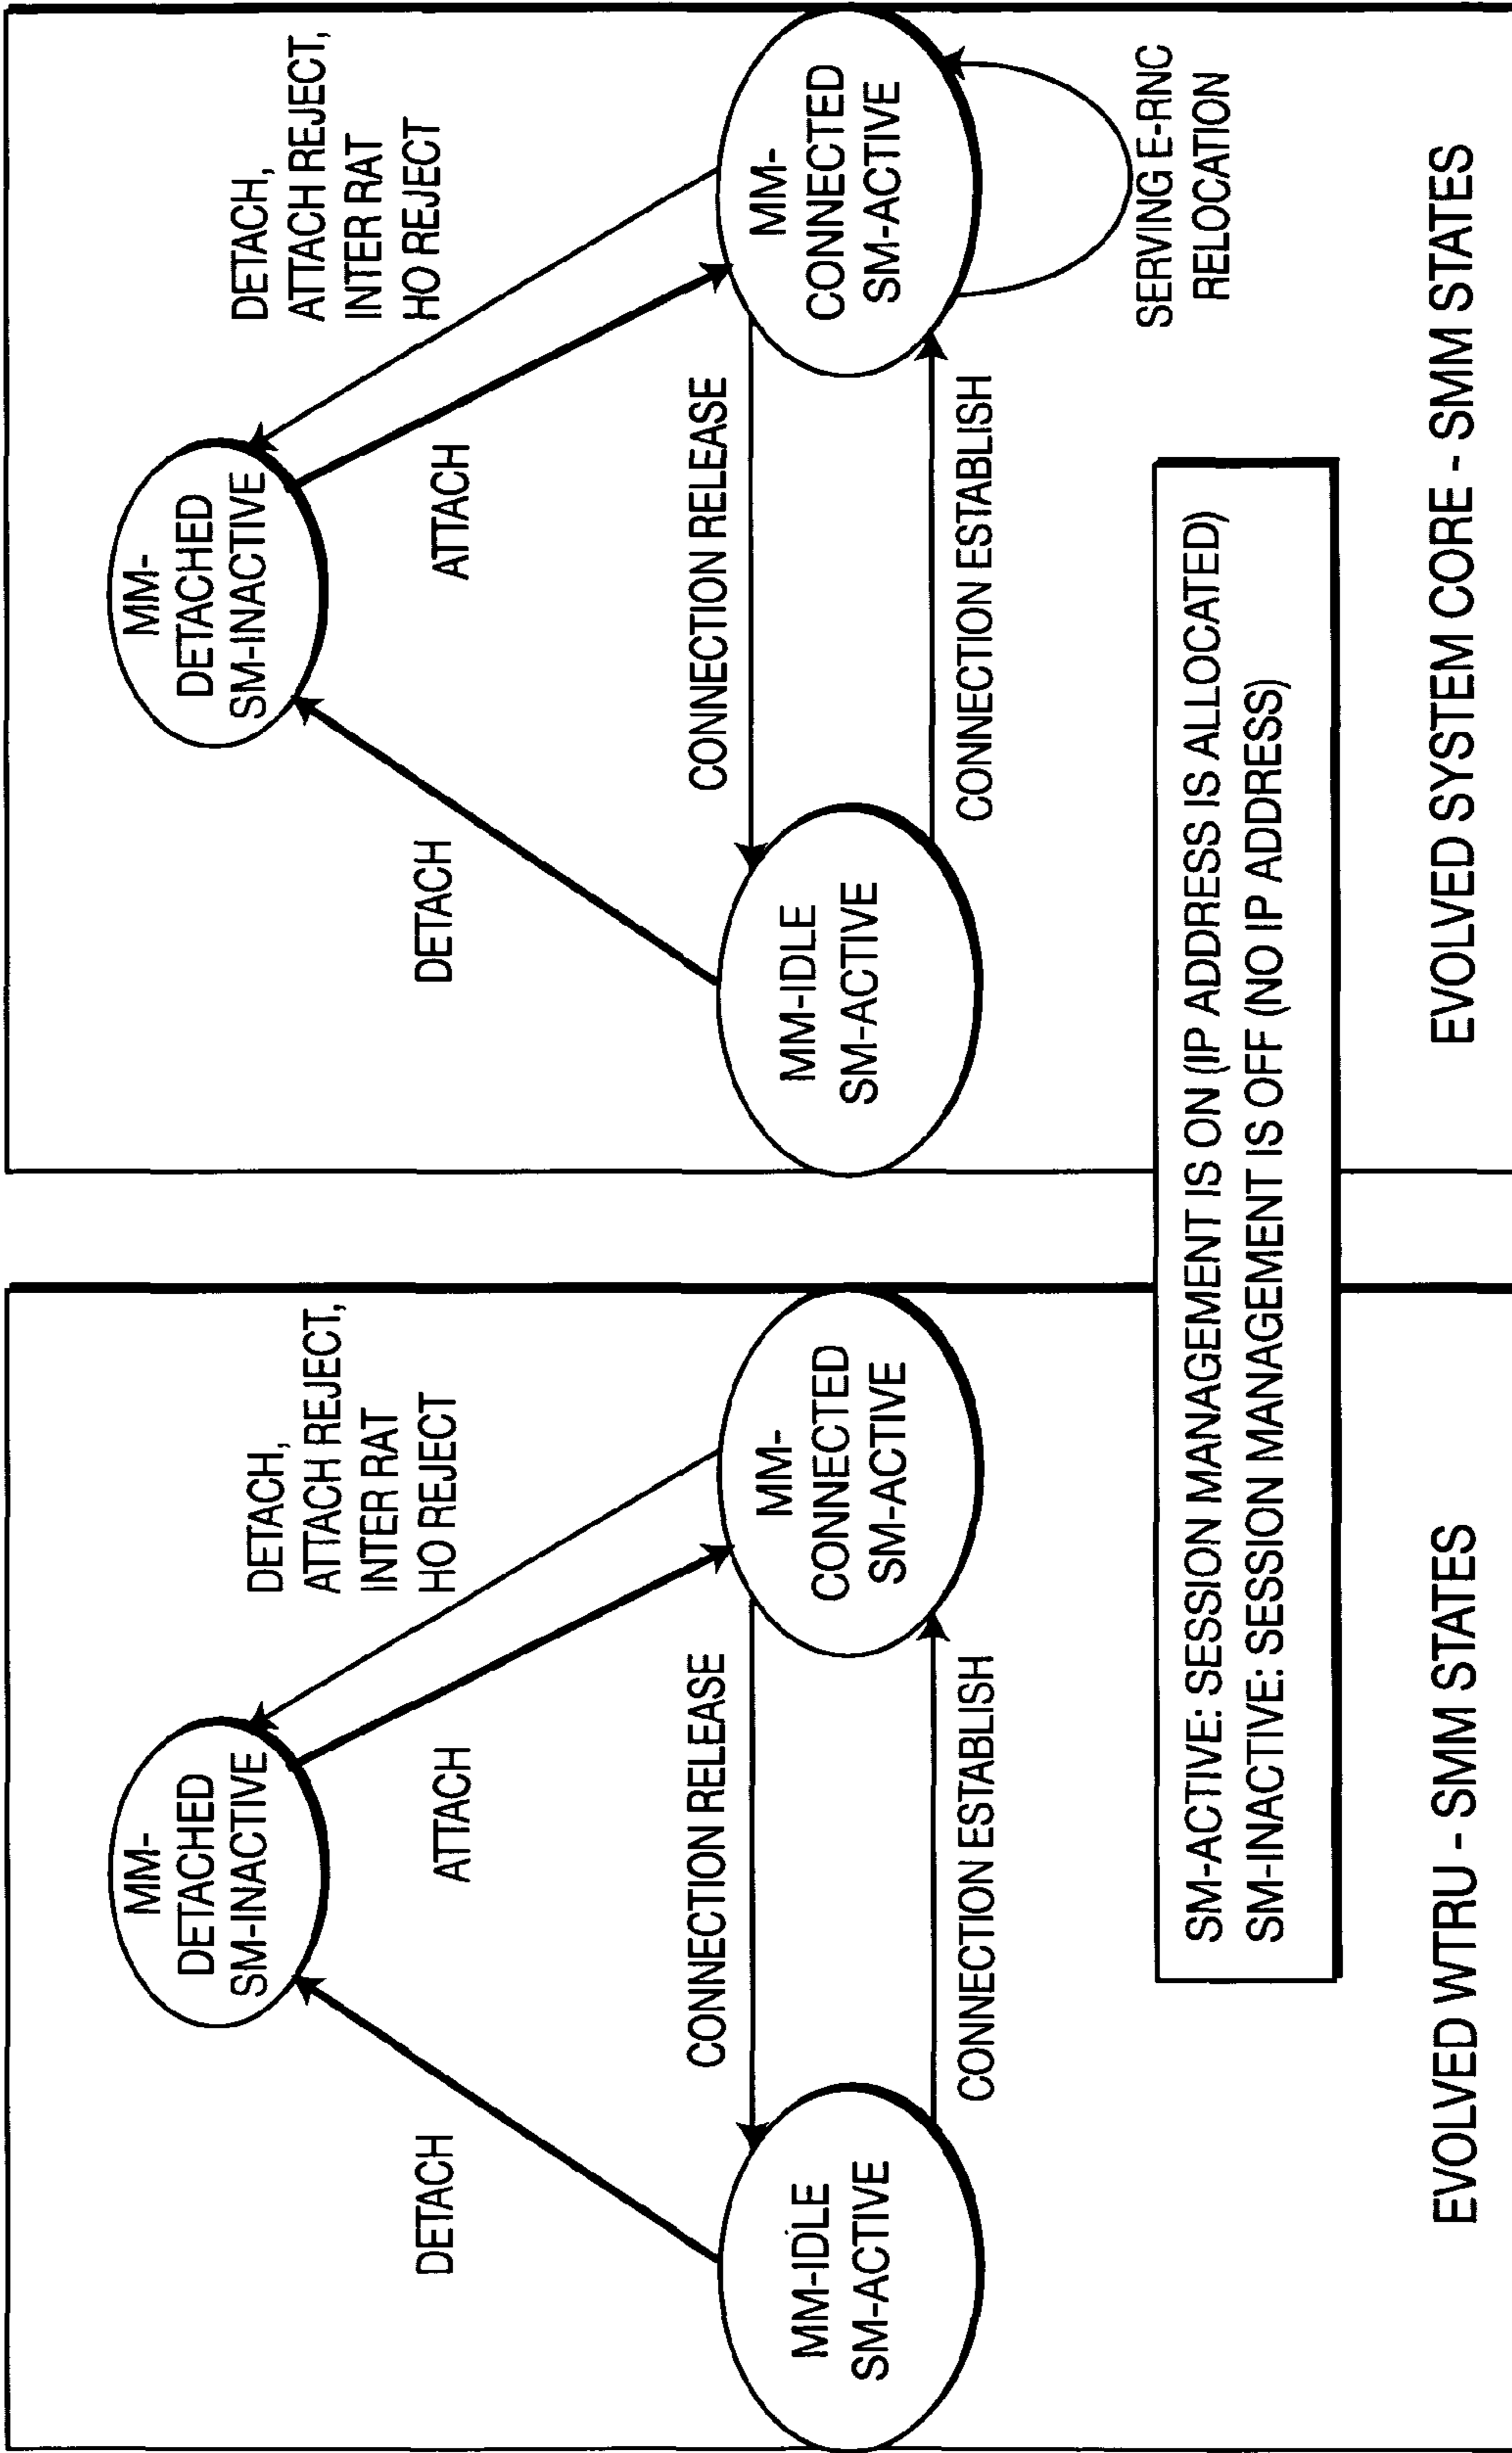 MM-
DETACHED
SM-INACTIVE
DETACH,
ATTACH REJECT,
INTER RAT
HO REJECT
DETACH
ATTACH
CONNECTION RELEASE
MM-IDLE
SM-ACTIVE
MM-
CONNECTED
SM-ACTIVE
CONNECTION ESTABLISH
EVOLVED WTRU - SMM STATES
MM-
DETACHED
SM-INACTIVE
DETACH,
ATTACH REJECT,
INTER RAT
HO REJECT
DETACH
ATTACH
CONNECTION RELEASE
MM-IDLE
SM-ACTIVE
MM-
CONNECTED
SM-ACTIVE
CONNECTION ESTABLISH
SERVING E-RNC
RELOCATION
SM-ACTIVE: SESSION MANAGEMENT IS ON (IP ADDRESS IS ALLOCATED)
SM-INACTIVE: SESSION MANAGEMENT IS OFF (NO IP ADDRESS)
EVOLVED SYSTEM CORE - SMM STATES